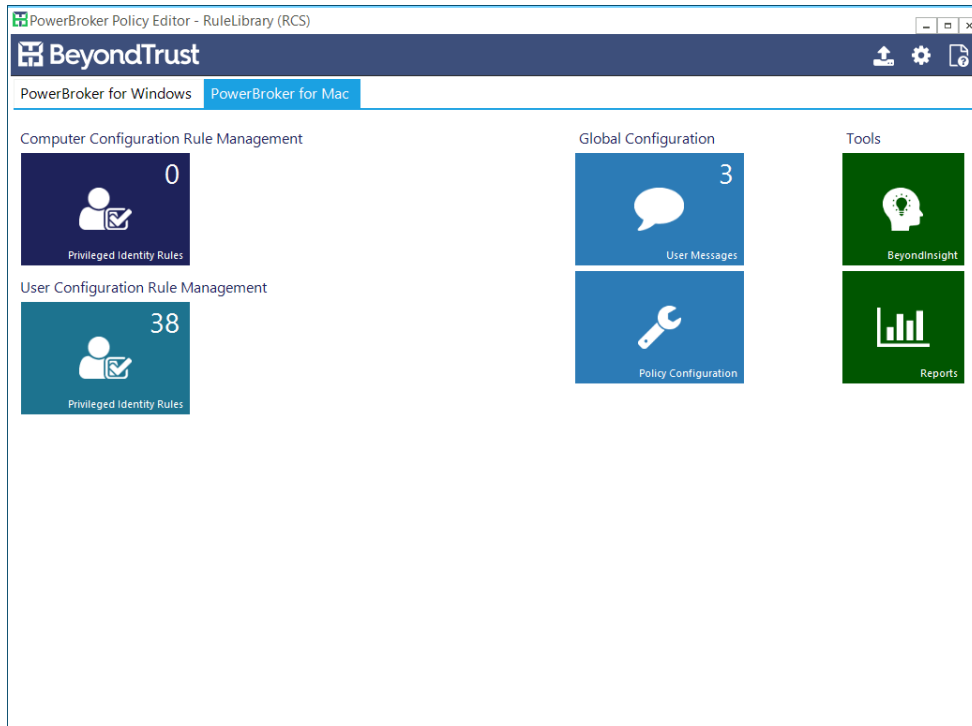 PowerBroker Policy Editor - RuleLibrary (RCS)
BeyondTrust
PowerBroker for Windows PowerBroker for Mac
Computer Configuration Rule Management
0
Privileged Identity Rules
User Configuration Rule Management
38
Privileged Identity Rules
Global Configuration
3
User Messages
Policy Configuration
Tools
BeyondInsight
Reports